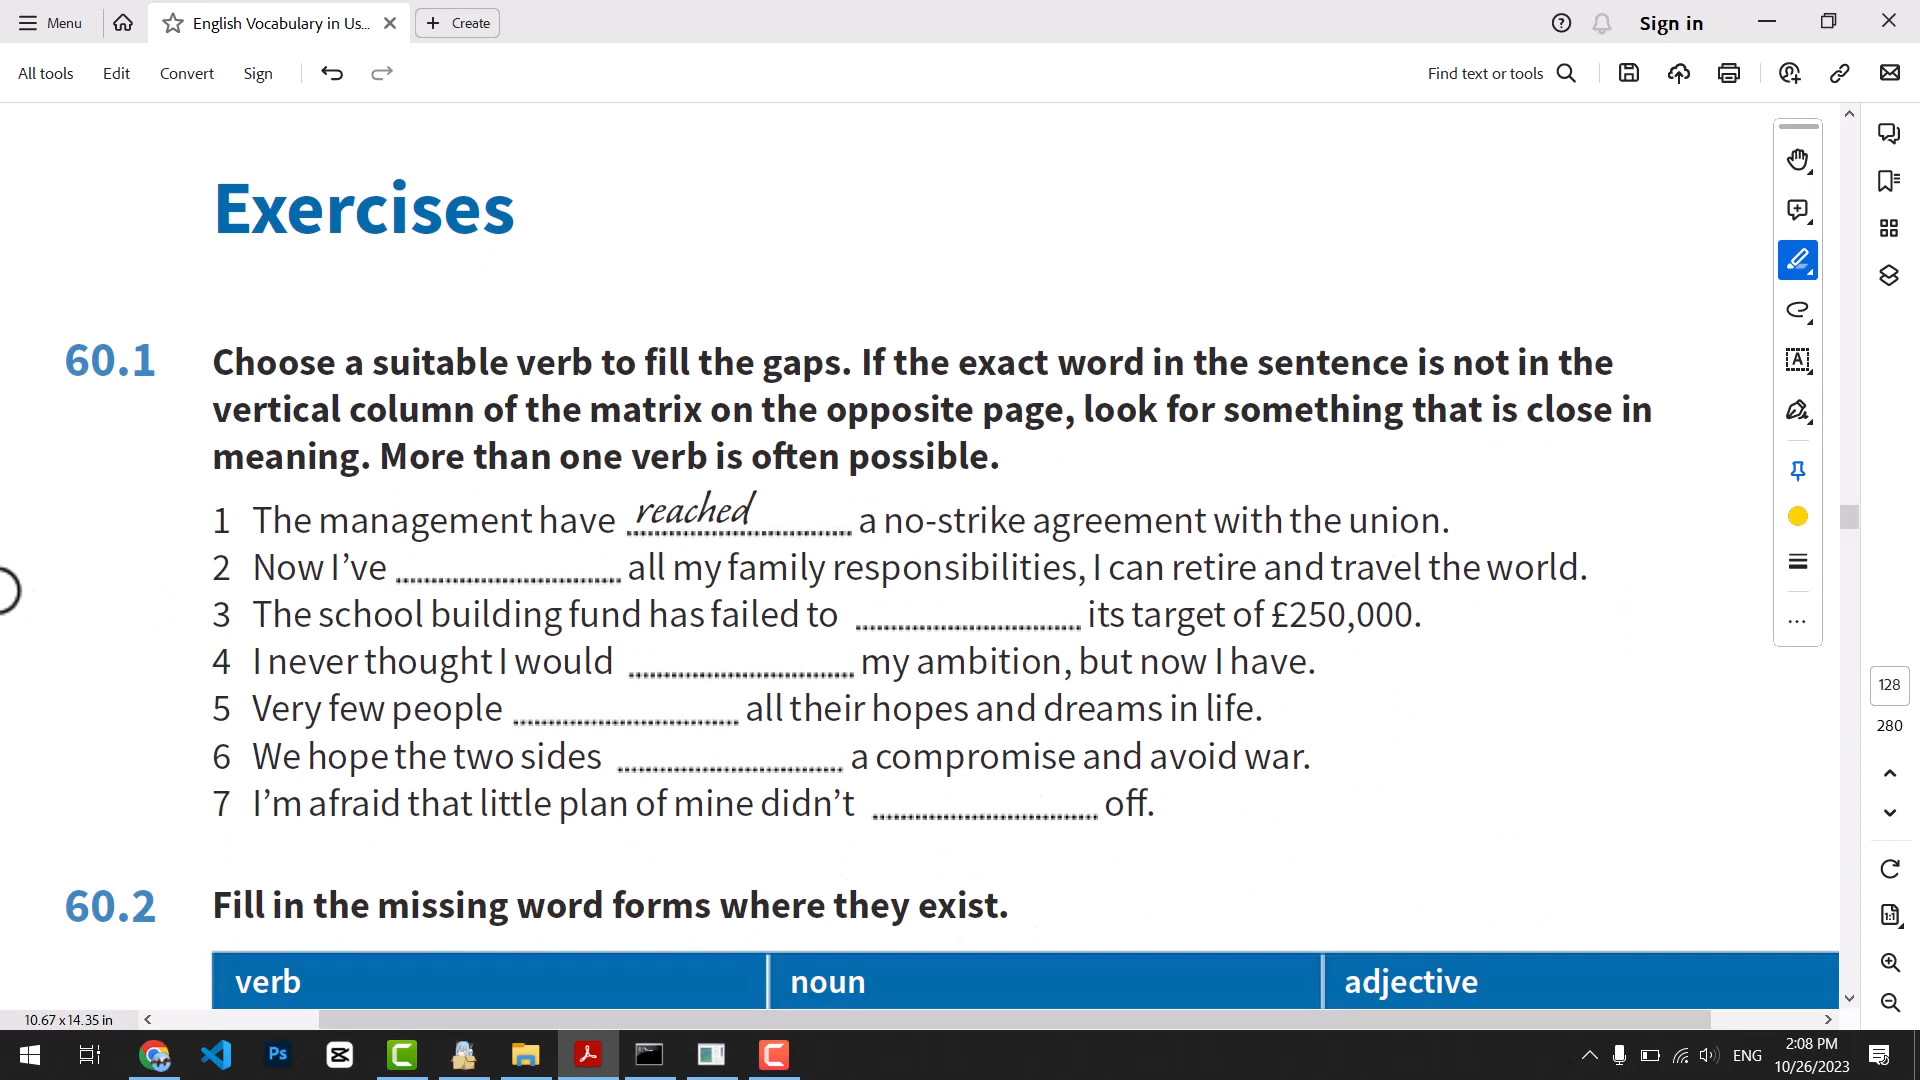 Menu
English Vocabulary in Us...
Create
Sign in
All tools
Edit
Convert
Sign
Find text or tools
Exercises
60.1 Choose a suitable verb to fill the gaps. If the exact word in the sentence is not in the
vertical column of the matrix on the opposite page, look for something that is close in
meaning. More than one verb is often possible.
1 The management have reached a no-strike agreement with the union.
2 Now I’ve ........................ all my family responsibilities, I can retire and travel the world.
3 The school building fund has failed to ........................ its target of £250,000.
4 I never thought I would ........................ my ambition, but now I have.
5 Very few people ........................ all their hopes and dreams in life.
6 We hope the two sides ........................ a compromise and avoid war.
7 I’m afraid that little plan of mine didn’t ........................ off.
60.2 Fill in the missing word forms where they exist.
verb noun adjective
128
280
10.67 x 14.35 in
Ps
ENG
2:08 PM
10/26/2023